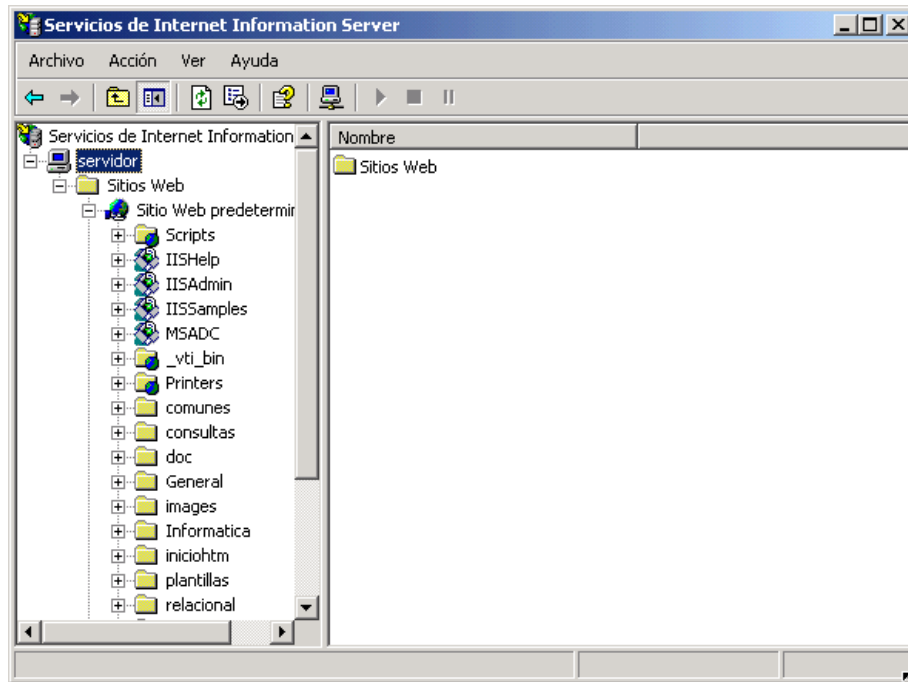 Servicios de Internet Information Server
Archivo Acción Ver Ayuda
Servicios de Internet Information
servidor
Sitios Web
Sitio Web predetermin
Scripts
IISHelp
IISAdmin
IISSamples
MSADC
_vti_bin
Printers
comunes
consultas
doc
General
images
Informatica
iniciohtm
plantillas
relacional
Nombre
Sitios Web